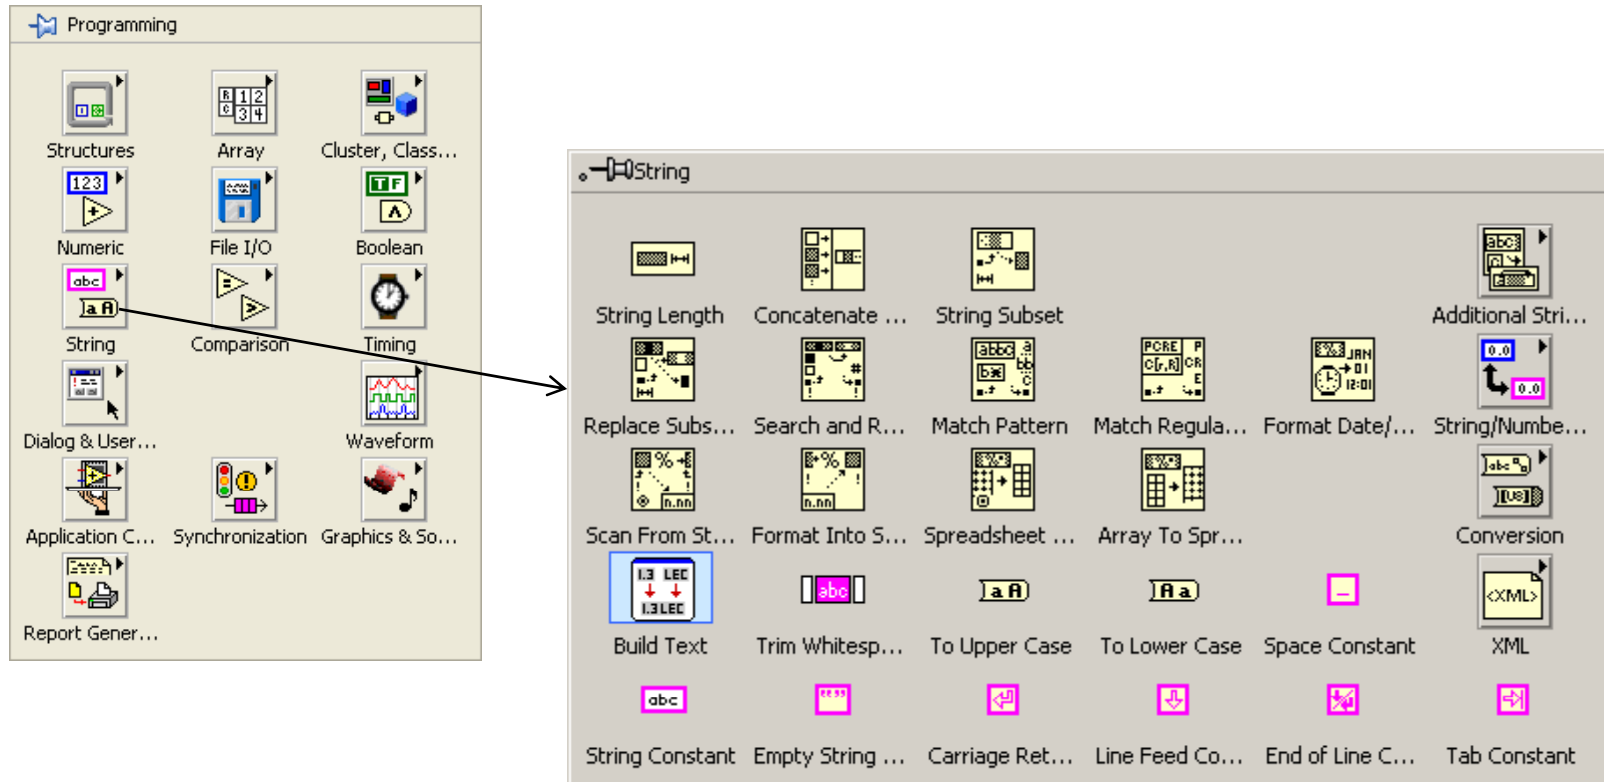 Programming
Structures
Array
Cluster, Class...
Numeric
File I/O
Boolean
String
Comparison
Timing
Dialog & User...
Waveform
Application C...
Synchronization
Graphics & So...
Report Gener...
String
String Length
Concatenate ...
String Subset
Additional Stri...
Replace Subs...
Search and R...
Match Pattern
Match Regula...
Format Date/...
String/Numbe...
Scan From St...
Format Into S...
Spreadsheet ...
Array To Spr...
Conversion
Build Text
Trim Whitesp...
To Upper Case
To Lower Case
Space Constant
XML
String Constant
Empty String ...
Carriage Ret...
Line Feed Co...
End of Line C...
Tab Constant